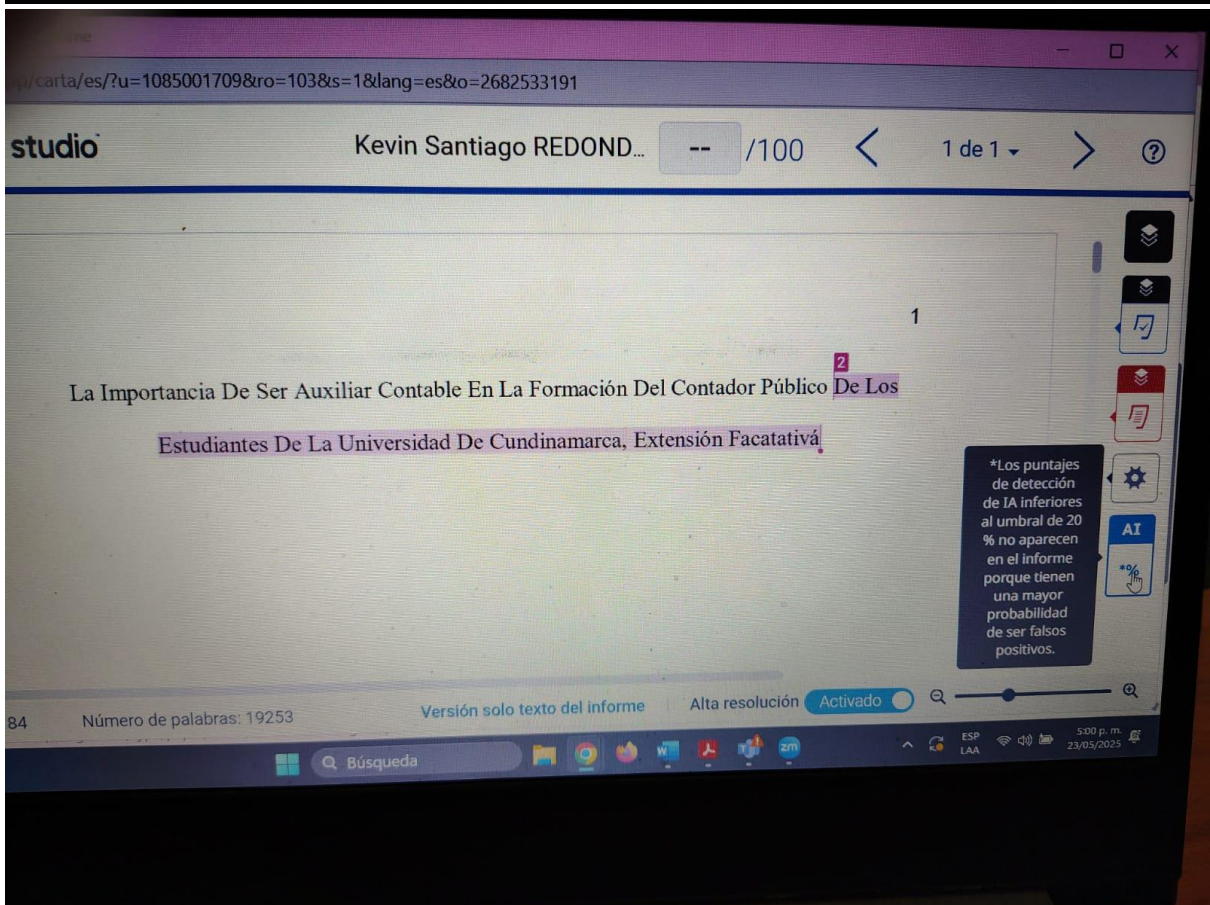 /carta/es/?u=1085001709&ro=103&s=1&lang=es&o=2682533191
studio
Kevin Santiago REDOND...
--
/100
1 de 1
?
1
2
La Importancia De Ser Auxiliar Contable En La Formación Del Contador Público De Los
Estudiantes De La Universidad De Cundinamarca, Extensión Facatativá
*Los puntajes
de detección
de IA inferiores
al umbral de 20
% no aparecen
en el informe
porque tienen
una mayor
probabilidad
de ser falsos
positivos.
AI
*%
84
Número de palabras: 19253
Versión solo texto del informe
Alta resolución
Activado
Búsqueda
zm
ESP
LAA
5:00 p. m.
23/05/2025